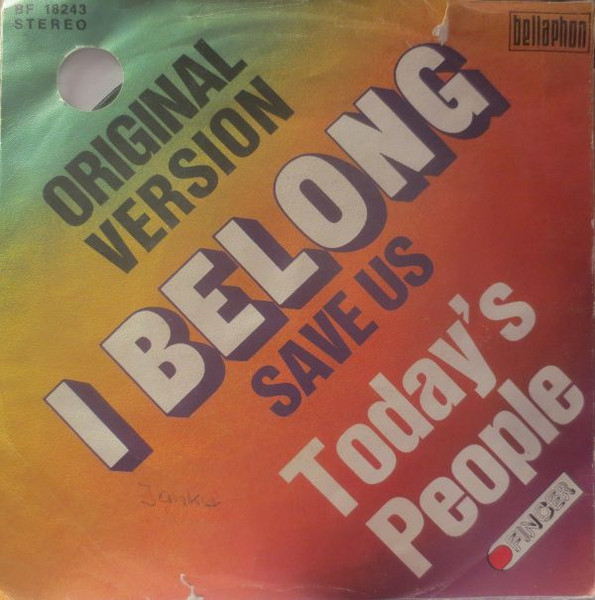 BF 18243
STEREO
bellaphon
ORIGINAL
VERSION
I BELONG
SAVE US
Today's
People
FINGER